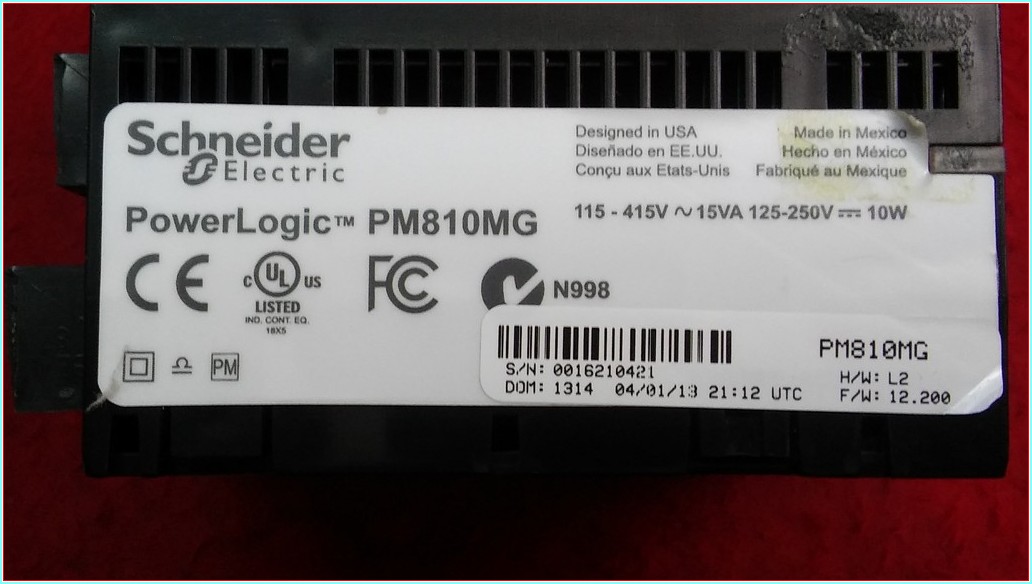 Schneider
Electric
Designed in USA
Diseñado en EE.UU.
Conçu aux Etats-Unis
Made in Mexico
Hecho en México
Fabriqué au Mexique
PowerLogic™ PM810MG
115 - 415V ~ 15VA 125-250V ⎓ 10W
CE
C UL US
LISTED
IND. CONT. EQ.
18X5
FC
N998
PM
S/N: 0016210421
DOM: 1314 04/01/13 21:12 UTC
PM810MG
H/W: L2
F/W: 12.200